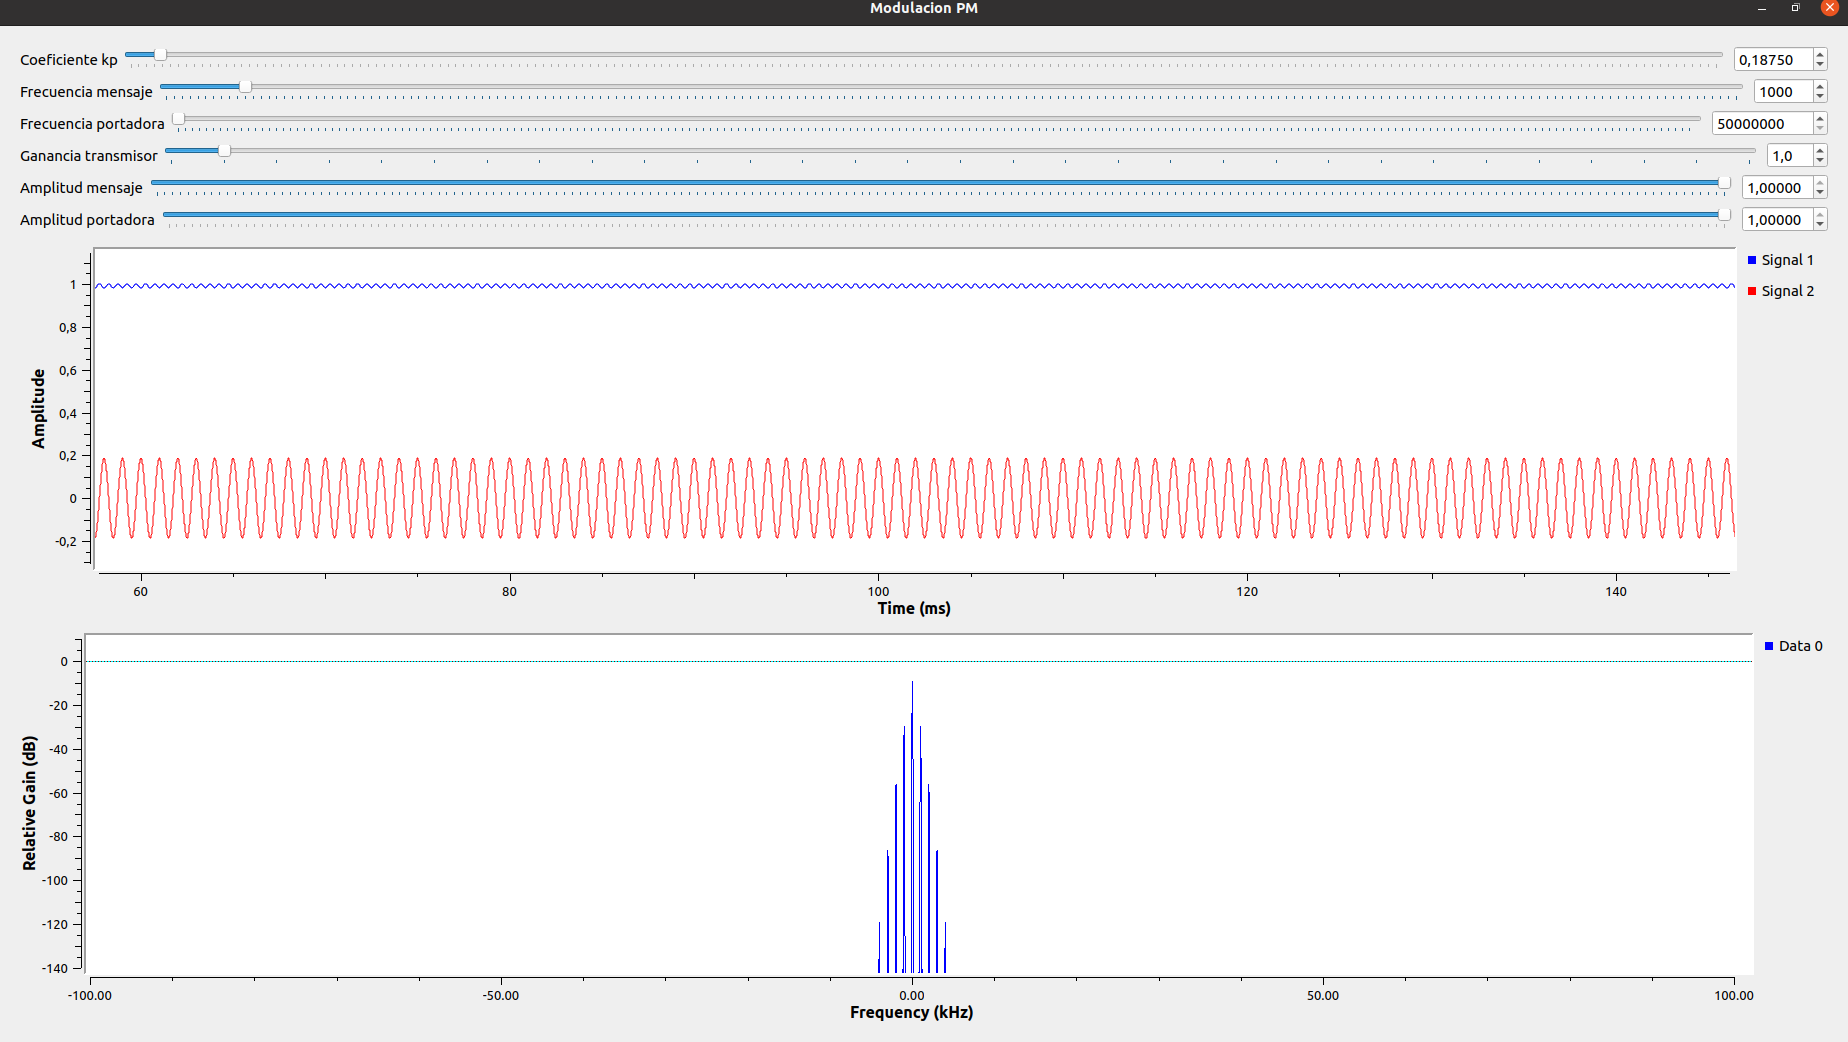 Modulacion PM
Coeficiente kp 0,18750
Frecuencia mensaje 1000
Frecuencia portadora 50000000
Ganancia transmisor 1,0
Amplitud mensaje 1,00000
Amplitud portadora 1,00000
Signal 1
Signal 2
Amplitude
1
0,8
0,6
0,4
0,2
0
-0,2
60 80 100 120 140
Time (ms)
Data 0
Relative Gain (dB)
0
-20
-40
-60
-80
-100
-120
-140
-100.00 -50.00 0.00 50.00 100.00
Frequency (kHz)